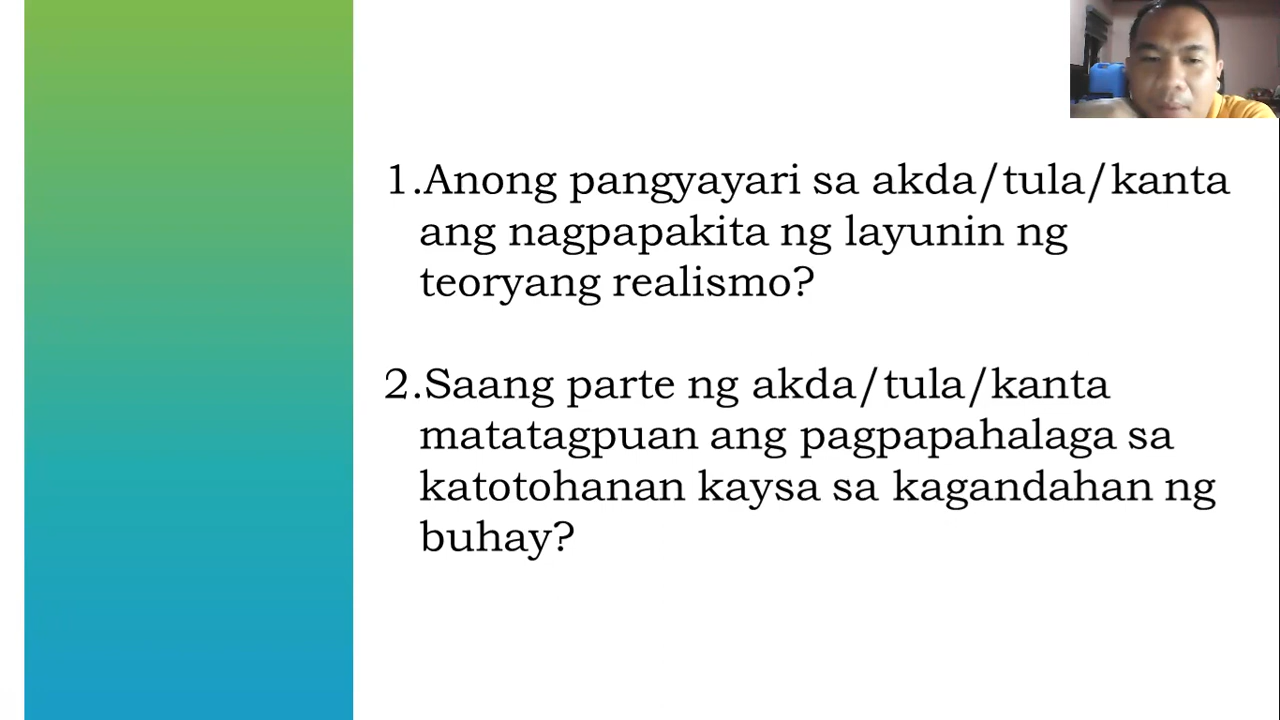 1.Anong pangyayari sa akda/tula/kanta
ang nagpapakita ng layunin ng
teoryang realismo?
2.Saang parte ng akda/tula/kanta
matatagpuan ang pagpapahalaga sa
katotohanan kaysa sa kagandahan ng
buhay?